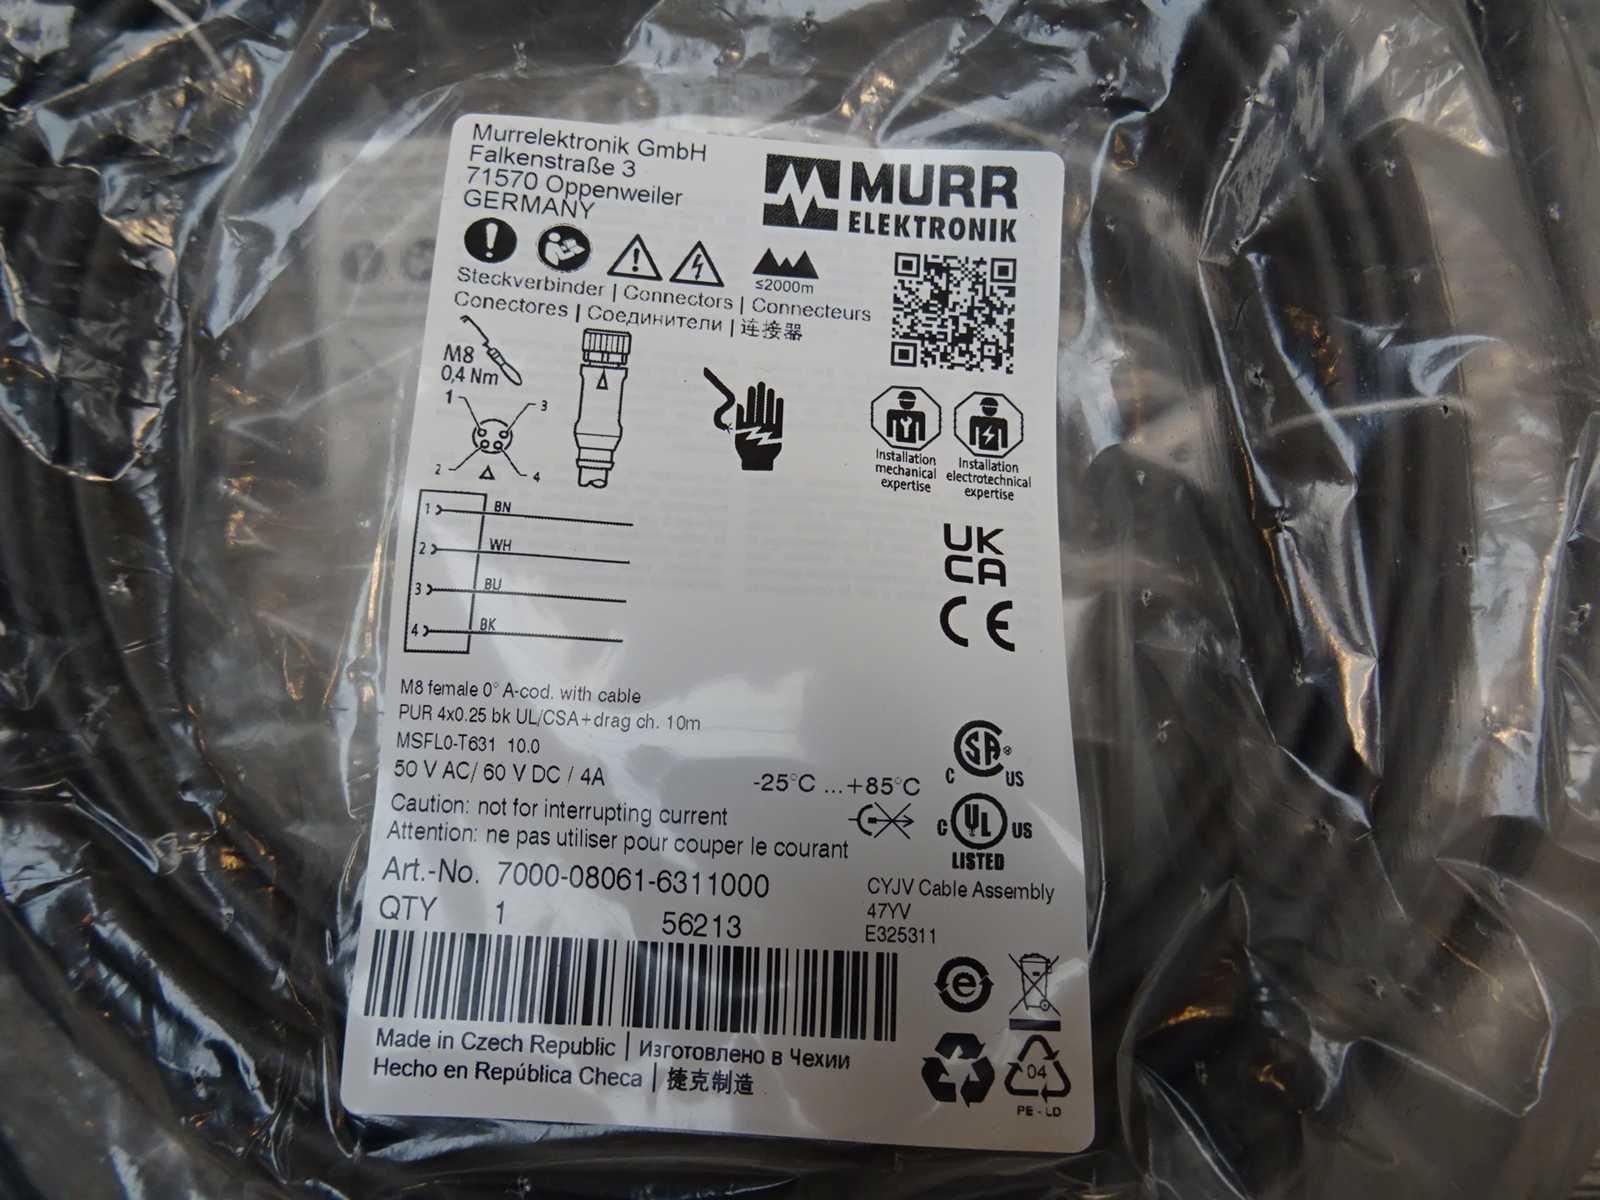 Murrelektronik GmbH
Falkenstraße 3
71570 Oppenweiler
GERMANY
MURR
ELEKTRONIK
≤2000m
Steckverbinder | Connectors | Connecteurs
Conectores | Соединители | 连接器
M8
0,4 Nm
1
3
2
4
Installation
mechanical
expertise
Installation
electrotechnical
expertise
1 BN
2 WH
3 BU
4 BK
UK
CA
CE
M8 female 0° A-cod. with cable
PUR 4x0.25 bk UL/CSA+drag ch. 10m
MSFL0-T631 10.0
50 V AC/ 60 V DC / 4A
-25°C ...+85°C
C SA® US
C UL US
LISTED
Caution: not for interrupting current
Attention: ne pas utiliser pour couper le courant
Art.-No. 7000-08061-6311000
QTY 1 56213
CYJV Cable Assembly
47YV
E325311
e
Made in Czech Republic | Изготовлено в Чехии
Hecho en República Checa | 捷克制造
04
PE-LD